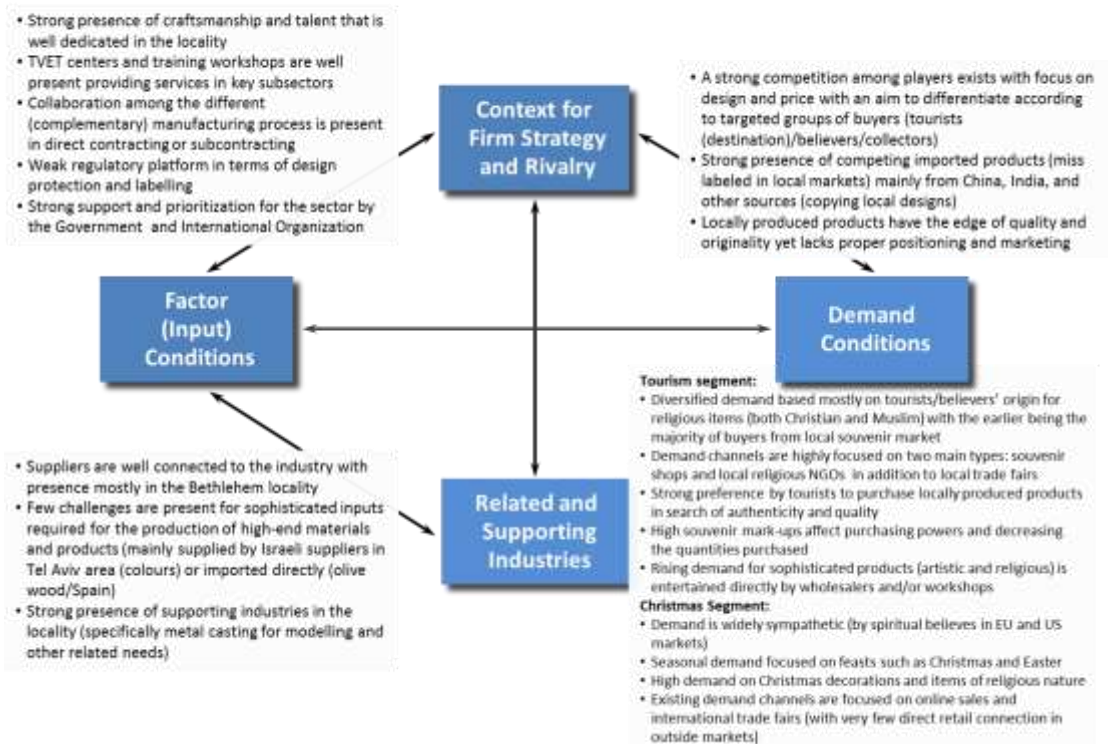 • Strong presence of craftsmanship and talent that is
well dedicated in the locality
• TVET centers and training workshops are well
present providing services in key subsectors
• Collaboration among the different
(complementary) manufacturing process is present
in direct contracting or subcontracting
• Weak regulatory platform in terms of design
protection and labelling
• Strong support and prioritization for the sector by
the Government and International Organization
Context for
Firm Strategy
and Rivalry
• A strong competition among players exists with focus on
design and price with an aim to differentiate according
to targeted groups of buyers (tourists
(destination)/believers/collectors)
• Strong presence of competing imported products (miss
labeled in local markets) mainly from China, India, and
other sources (copying local designs)
• Locally produced products have the edge of quality and
originality yet lacks proper positioning and marketing
Factor
(Input)
Conditions
Demand
Conditions
• Suppliers are well connected to the industry with
presence mostly in the Bethlehem locality
• Few challenges are present for sophisticated inputs
required for the production of high-end materials
and products (mainly supplied by Israeli suppliers in
Tel Aviv area (colours) or imported directly (olive
wood/Spain)
• Strong presence of supporting industries in the
locality (specifically metal casting for modelling and
other related needs)
Related and
Supporting
Industries
Tourism segment:
• Diversified demand based mostly on tourists/believers' origin for
religious items (both Christian and Muslim) with the earlier being the
majority of buyers from local souvenir market
• Demand channels are highly focused on two main types: souvenir
shops and local religious NGOs in addition to local trade fairs
• Strong preference by tourists to purchase locally produced products
in search of authenticity and quality
• High souvenir mark-ups affect purchasing powers and decreasing
the quantities purchased
• Rising demand for sophisticated products (artistic and religious) is
entertained directly by wholesalers and/or workshops
Christmas Segment:
• Demand is widely sympathetic (by spiritual believes in EU and US
markets)
• Seasonal demand focused on feasts such as Christmas and Easter
• High demand on Christmas decorations and items of religious nature
• Existing demand channels are focused on online sales and
international trade fairs (with very few direct retail connection in
outside markets)